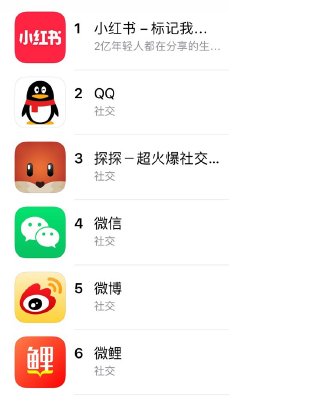 小红书
1 小红书 – 标记我...
2亿年轻人都在分享的生...
2 QQ
社交
3 探探 – 超火爆社交...
社交
4 微信
社交
5 微博
社交
鲤
6 微鲤
社交